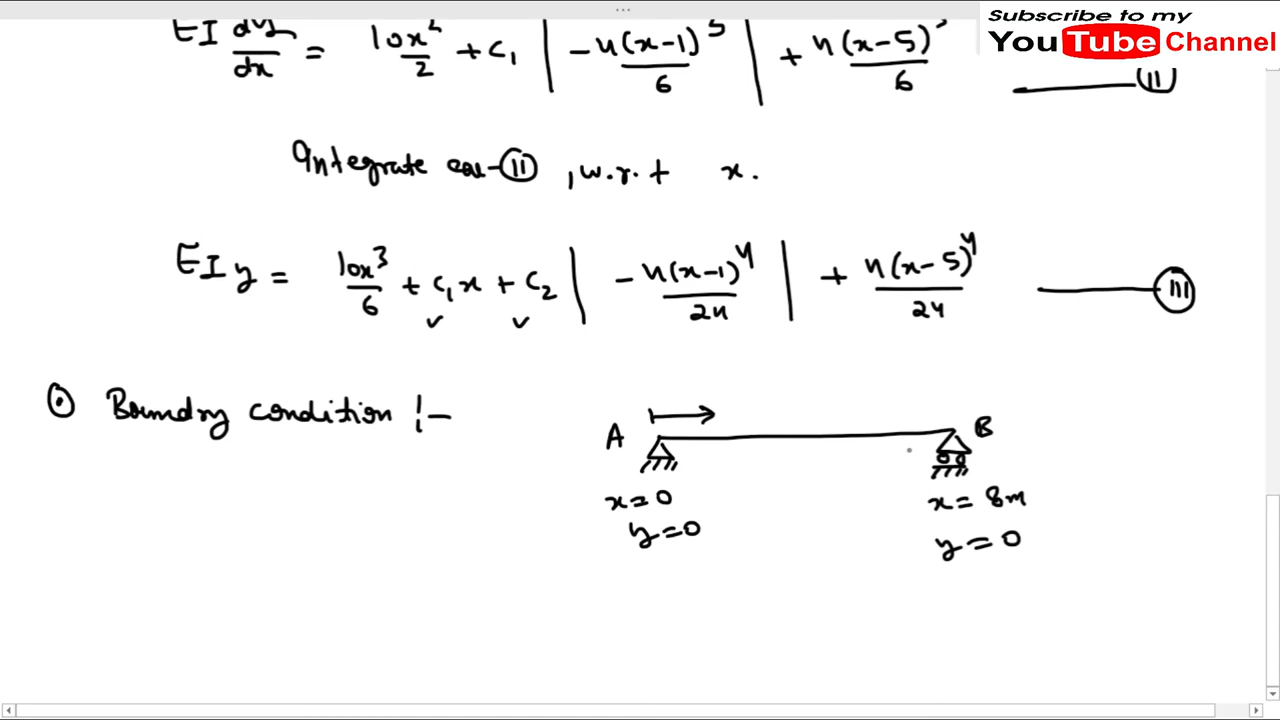 Subscribe to my
YouTube Channel
EI dy/dx = 10x²/2 + C₁ | - 4(x-1)³/6 | + 4(x-5)³/6 —— II
Integrate eqn-II , w.r.t x.
EI y = 10x³/6 + C₁x + C₂ | - 4(x-1)⁴/24 | + 4(x-5)⁴/24 —— III
Boundry condition :-
A B
x=0 x= 8m
y=0 y=0